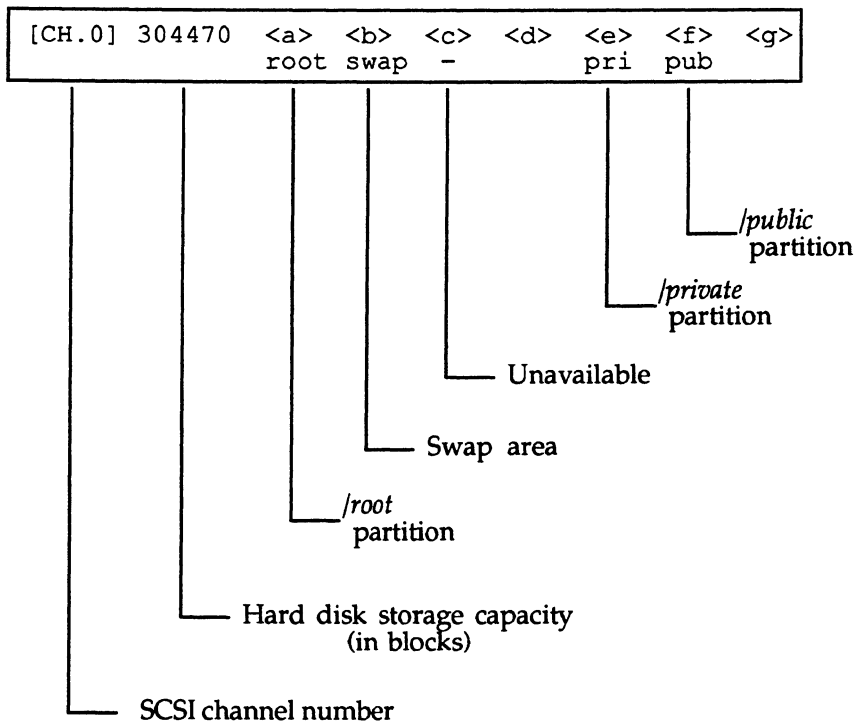 [CH.0] 304470 <a> <b> <c> <d> <e> <f> <g>
root swap - pri pub
/public
partition
/private
partition
Unavailable
Swap area
/root
partition
Hard disk storage capacity
(in blocks)
SCSI channel number